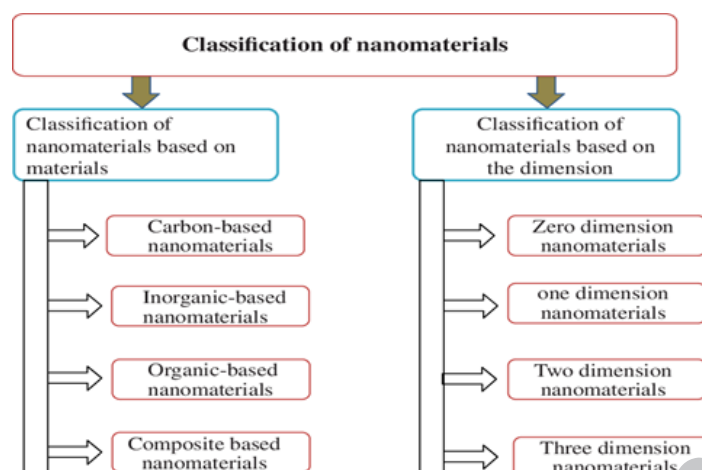 Classification of nanomaterials
Classification of
nanomaterials based on
materials
Carbon-based
nanomaterials
Inorganic-based
nanomaterials
Organic-based
nanomaterials
Composite based
nanomaterials
Classification of
nanomaterials based on
the dimension
Zero dimension
nanomaterials
one dimension
nanomaterials
Two dimension
nanomaterials
Three dimension
nanomaterials